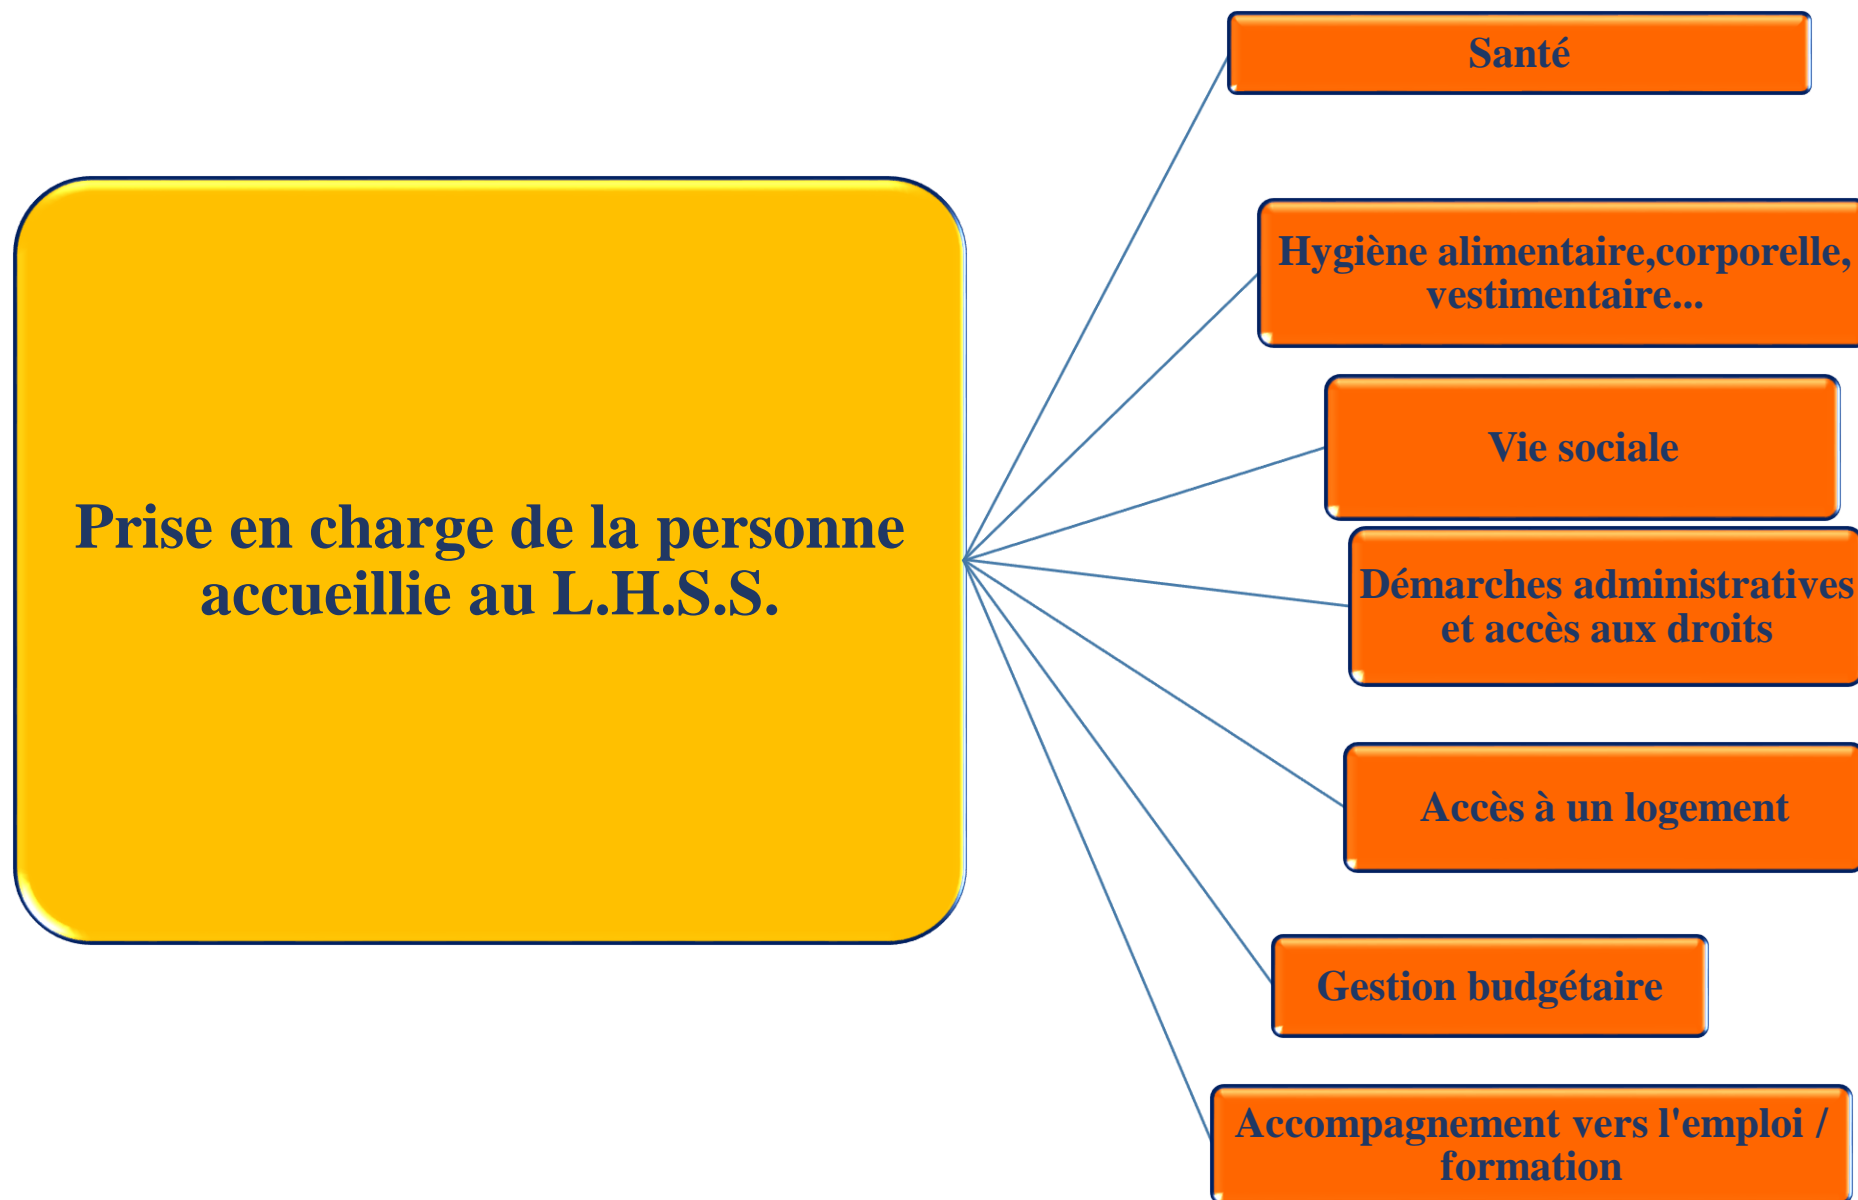 Prise en charge de la personne
accueillie au L.H.S.S.
Santé
Hygiène alimentaire,corporelle,
vestimentaire...
Vie sociale
Démarches administratives
et accès aux droits
Accès à un logement
Gestion budgétaire
Accompagnement vers l'emploi /
formation